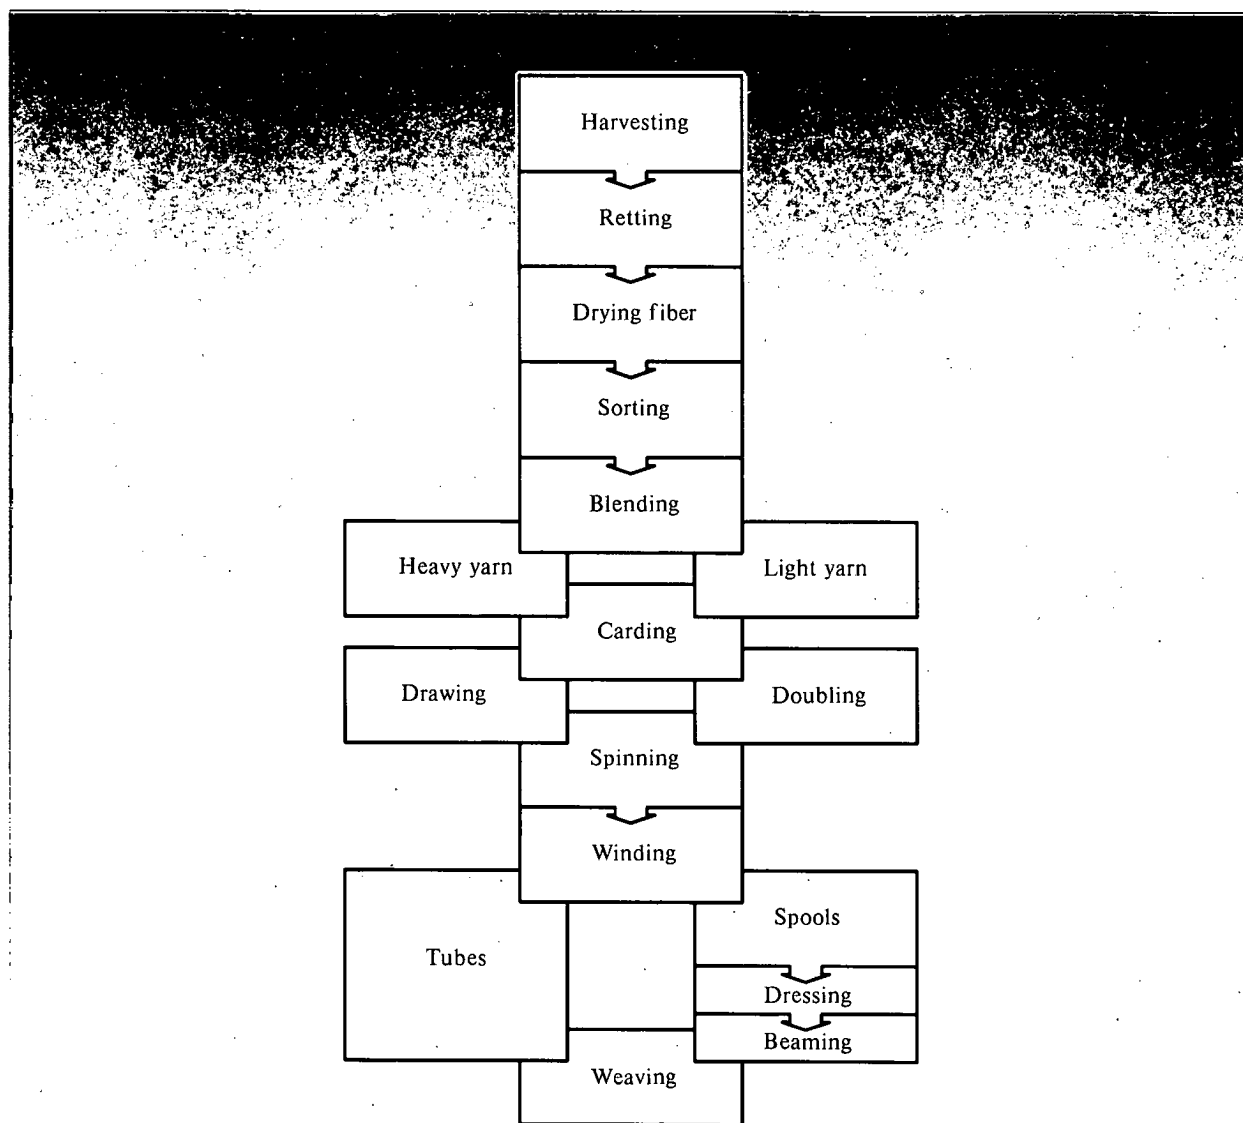 Harvesting
Retting
Drying fiber
Sorting
Blending
Heavy yarn
Light yarn
Carding
Drawing
Doubling
Spinning
Winding
Spools
Tubes
Dressing
Beaming
Weaving